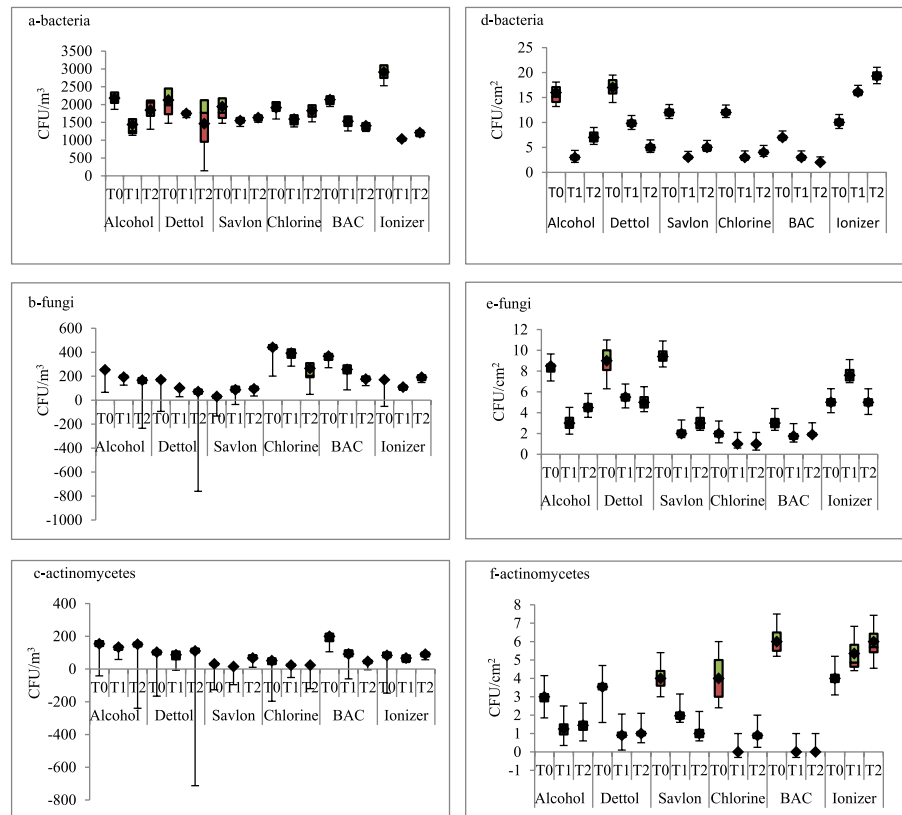 a-bacteria
CFU/m³
3500
3000
2500
2000
1500
1000
500
0
T0 T1 T2 T0 T1 T2 T0 T1 T2 T0 T1 T2 T0 T1 T2 T0 T1 T2
Alcohol Dettol Savlon Chlorine BAC Ionizer
d-bacteria
CFU/cm²
25
20
15
10
5
0
T0 T1 T2 T0 T1 T2 T0 T1 T2 T0 T1 T2 T0 T1 T2 T0 T1 T2
Alcohol Dettol Savlon Chlorine BAC Ionizer
b-fungi
CFU/m³
600
400
200
0
-200
-400
-600
-800
-1000
T0 T1 T2 T0 T1 T2 T0 T1 T2 T0 T1 T2 T0 T1 T2 T0 T1 T2
Alcohol Dettol Savlon Chlorine BAC Ionizer
e-fungi
CFU/cm²
12
10
8
6
4
2
0
T0 T1 T2 T0 T1 T2 T0 T1 T2 T0 T1 T2 T0 T1 T2 T0 T1 T2
Alcohol Dettol Savlon Chlorine BAC Ionizer
c-actinomycetes
CFU/m³
400
200
0
-200
-400
-600
-800
T0 T1 T2 T0 T1 T2 T0 T1 T2 T0 T1 T2 T0 T1 T2 T0 T1 T2
Alcohol Dettol Savlon Chlorine BAC Ionizer
f-actinomycetes
CFU/cm²
8
7
6
5
4
3
2
1
0
-1
T0 T1 T2 T0 T1 T2 T0 T1 T2 T0 T1 T2 T0 T1 T2 T0 T1 T2
Alcohol Dettol Savlon Chlorine BAC Ionizer